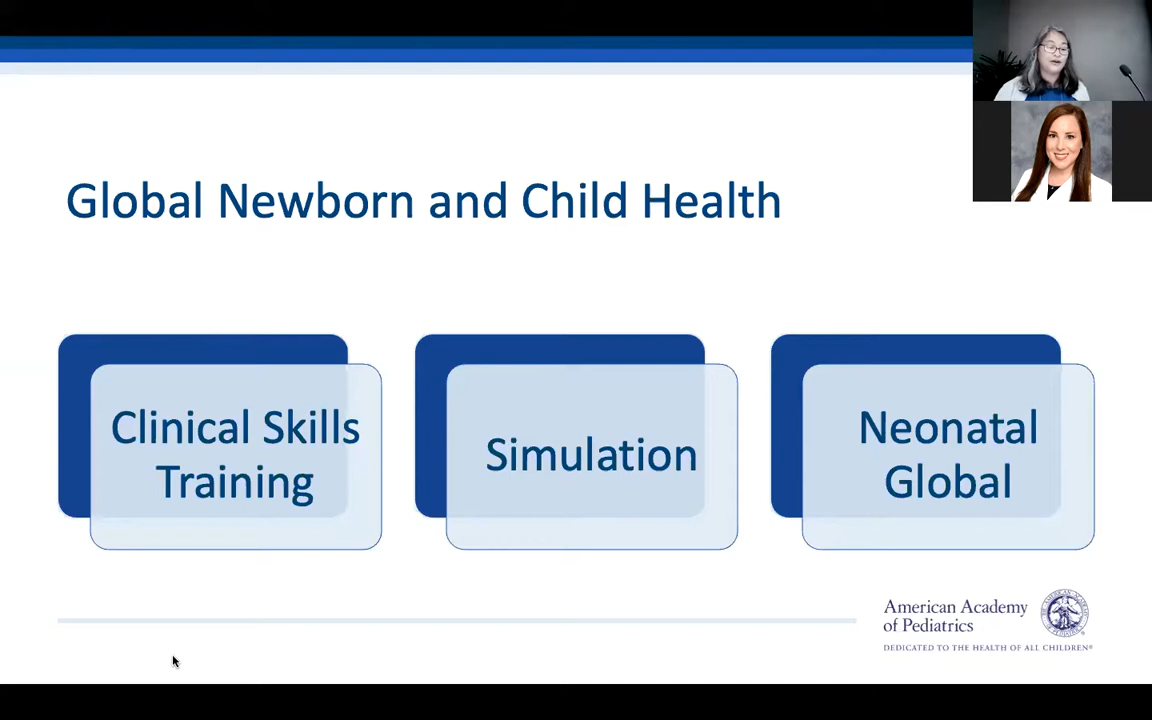 Global Newborn and Child Health
Clinical Skills
Training
Simulation
Neonatal
Global
American Academy
of Pediatrics
DEDICATED TO THE HEALTH OF ALL CHILDREN®